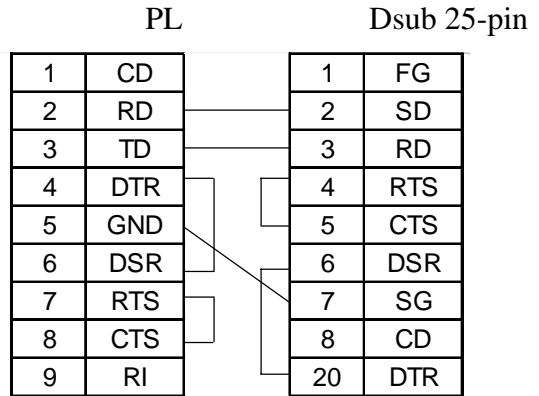 PL Dsub 25-pin
1 CD 1 FG
2 RD 2 SD
3 TD 3 RD
4 DTR 4 RTS
5 GND 5 CTS
6 DSR 6 DSR
7 RTS 7 SG
8 CTS 8 CD
9 RI 20 DTR